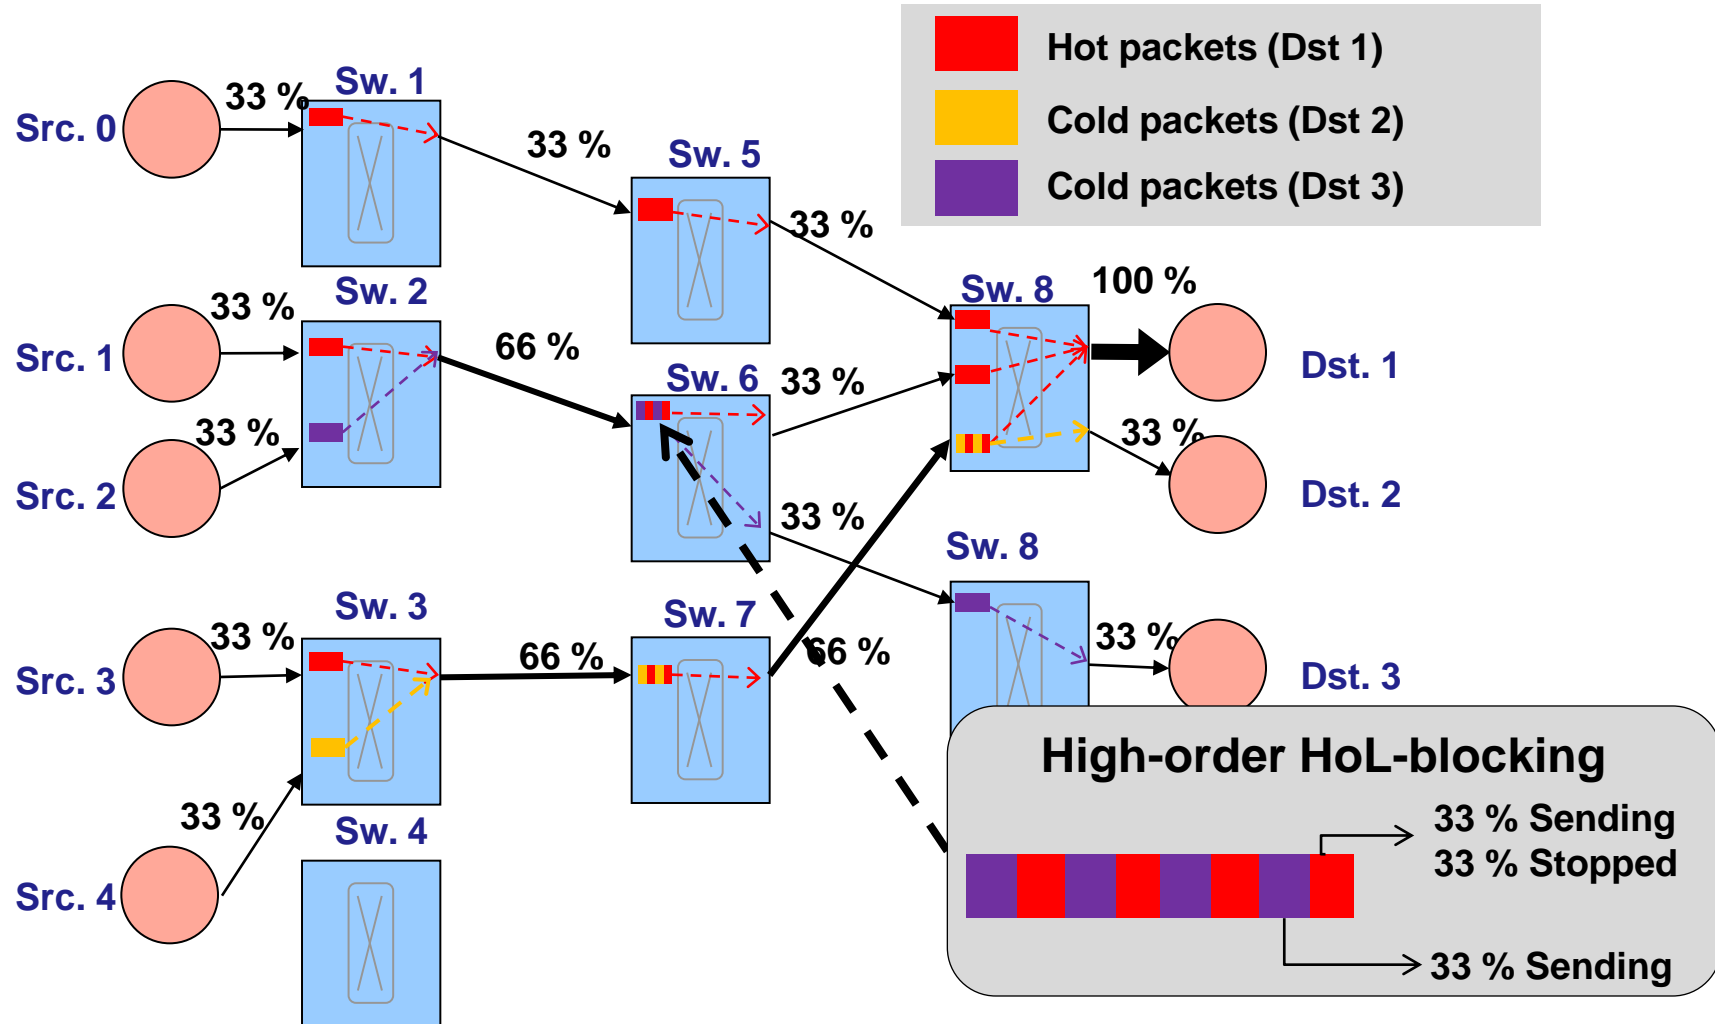 Hot packets (Dst 1)
Cold packets (Dst 2)
Cold packets (Dst 3)
Src. 0
33 %
Sw. 1
33 %
Sw. 5
33 %
Src. 1
33 %
Sw. 2
66 %
Src. 2
33 %
Sw. 6
33 %
33 %
Sw. 8
100 %
Dst. 1
33 %
Dst. 2
Sw. 8
33 %
Dst. 3
Src. 3
33 %
Sw. 3
66 %
Sw. 7
66 %
Src. 4
33 %
Sw. 4
High-order HoL-blocking
33 % Sending
33 % Stopped
33 % Sending